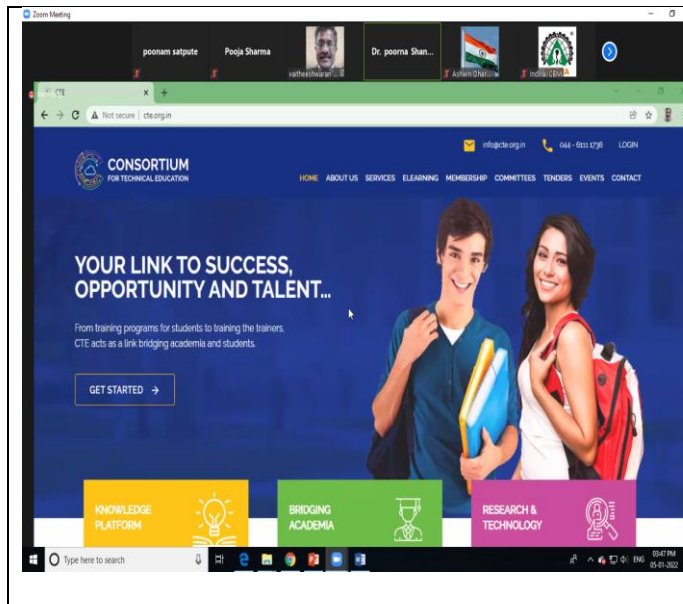 Zoom Meeting
poonam satpute
Pooja Sharma
vatheeshwaran
Dr. poorna Shan...
CTE
Not secure | cte.org.in
info@cte.org.in 044 - 6111 1736 LOGIN
CONSORTIUM
FOR TECHNICAL EDUCATION
HOME ABOUT US SERVICES ELEARNING MEMBERSHIP COMMITTEES TENDERS EVENTS CONTACT
YOUR LINK TO SUCCESS,
OPPORTUNITY AND TALENT...
From training programs for students to training the trainers,
CTE acts as a link bridging academia and students.
GET STARTED →
KNOWLEDGE
PLATFORM
BRIDGING
ACADEMIA
RESEARCH &
TECHNOLOGY
Type here to search
ENG
03:47 PM
05-01-2022